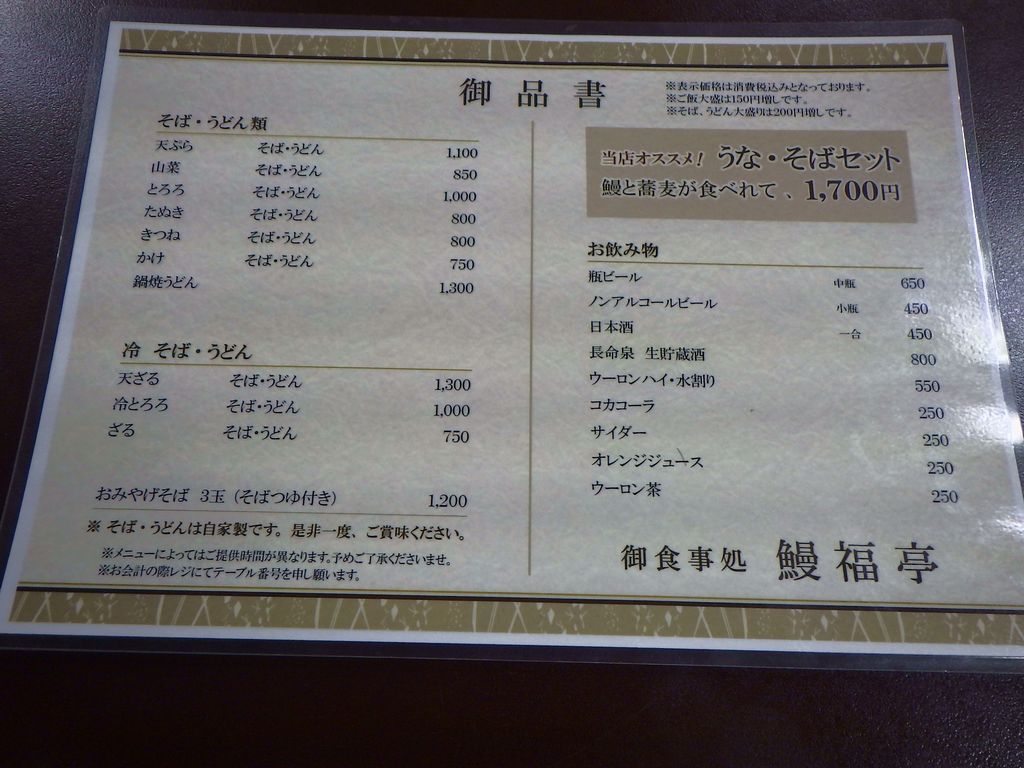 御品書
※表示価格は消費税込みとなっております。
※ご飯大盛は150円増しです。
※そば、うどん大盛りは200円増しです。
そば・うどん類
天ぷら そば・うどん 1,100
山菜 そば・うどん 850
とろろ そば・うどん 1,000
たぬき そば・うどん 800
きつね そば・うどん 800
かけ そば・うどん 750
鍋焼うどん 1,300
冷 そば・うどん
天ざる そば・うどん 1,300
冷とろろ そば・うどん 1,000
ざる そば・うどん 750
おみやげそば 3玉(そばつゆ付き) 1,200
※ そば・うどんは自家製です。是非一度、ご賞味ください。
※メニューによってはご提供時間が異なります。予めご了承くださいませ。
※お会計の際レジにてテーブル番号を申し願います。
当店オススメ! うな・そばセット
鰻と蕎麦が食べれて、1,700円
お飲み物
瓶ビール 中瓶 650
ノンアルコールビール 小瓶 450
日本酒 一合 450
長命泉 生貯蔵酒 800
ウーロンハイ・水割り 550
コカコーラ 250
サイダー 250
オレンジジュース 250
ウーロン茶 250
御食事処 鰻福亭